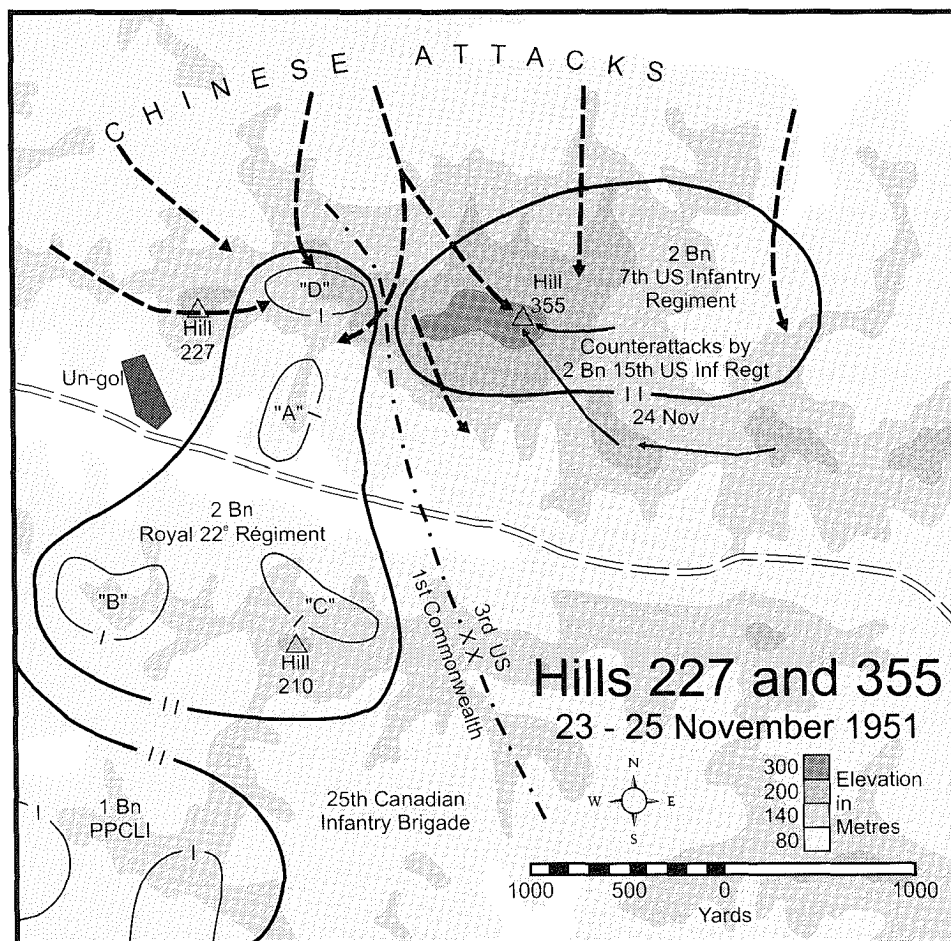 CHINESE ATTACKS
"D"
Hill
227
Un-gol
"A"
2 Bn
7th US Infantry
Regiment
Hill
355
Counterattacks by
2 Bn 15th US Inf Regt
24 Nov
2 Bn
Royal 22e Régiment
"B"
"C"
Hill
210
3rd US
XX
1st Commonwealth
1 Bn
PPCLI
25th Canadian
Infantry Brigade
Hills 227 and 355
23 - 25 November 1951
N
W E
S
300
200
140
80
Elevation
in
Metres
1000 500 0 1000
Yards